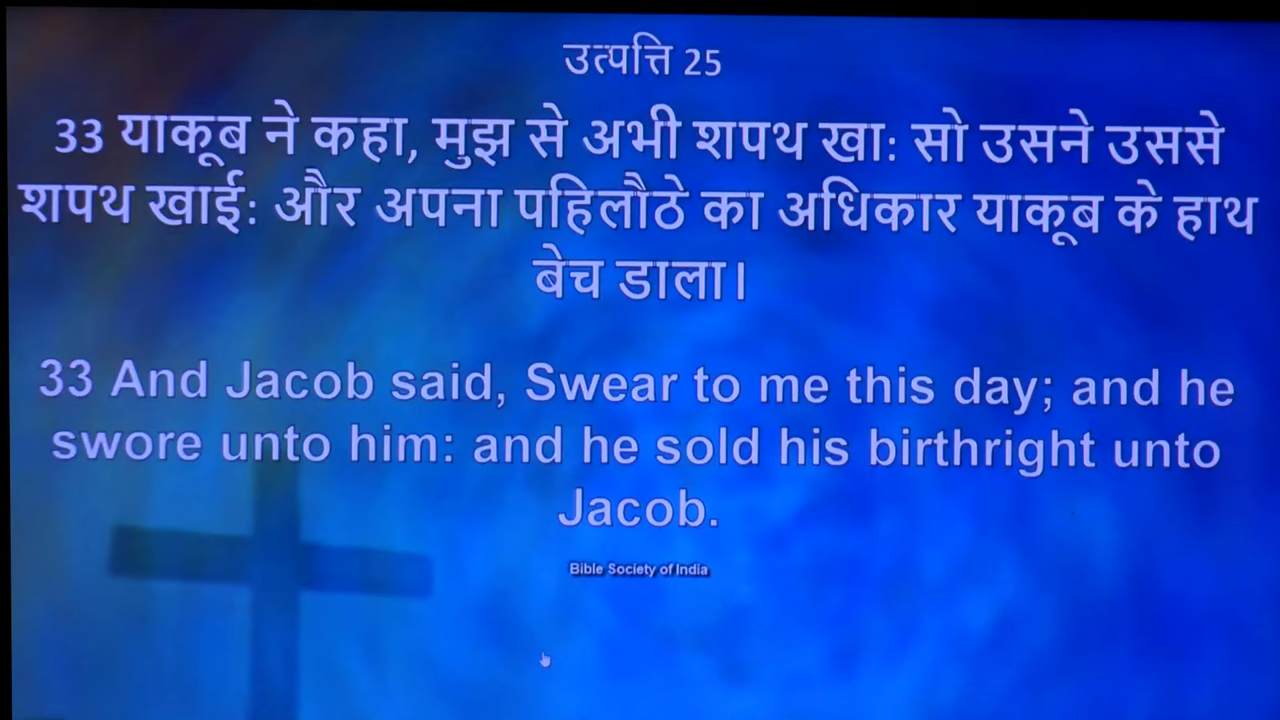 उत्पत्ति 25
33 याकूब ने कहा, मुझ से अभी शपथ खा: सो उसने उससे
शपथ खाई: और अपना पहिलौठे का अधिकार याकूब के हाथ
बेच डाला।
33 And Jacob said, Swear to me this day; and he
swore unto him: and he sold his birthright unto
Jacob.
Bible Society of India